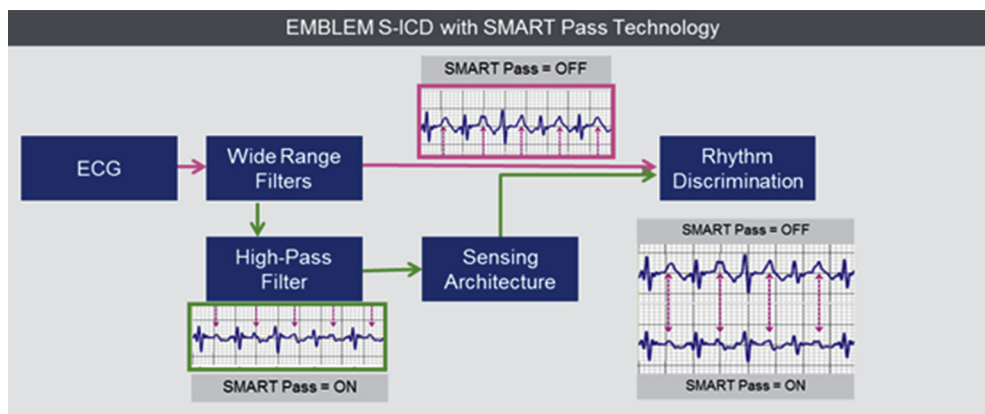 EMBLEM S-ICD with SMART Pass Technology
SMART Pass = OFF
ECG
Wide Range
Filters
Rhythm
Discrimination
High-Pass
Filter
Sensing
Architecture
SMART Pass = OFF
SMART Pass = ON
SMART Pass = ON